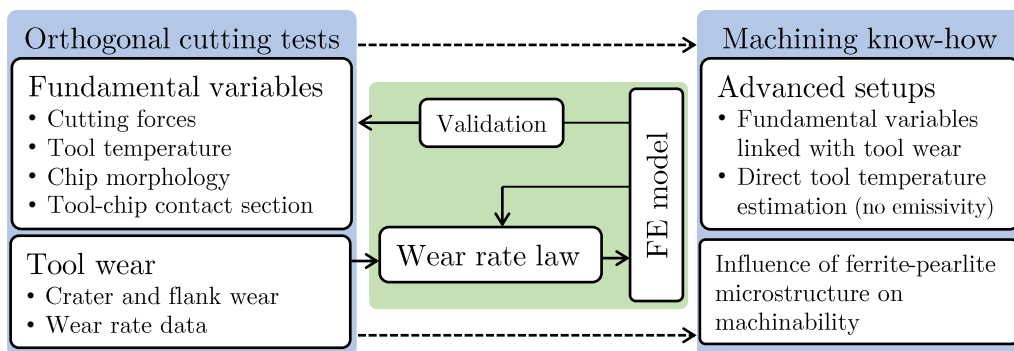 Orthogonal cutting tests
Fundamental variables
• Cutting forces
• Tool temperature
• Chip morphology
• Tool-chip contact section
Tool wear
• Crater and flank wear
• Wear rate data
Validation
Wear rate law
FE model
Machining know-how
Advanced setups
• Fundamental variables
linked with tool wear
• Direct tool temperature
estimation (no emissivity)
Influence of ferrite-pearlite
microstructure on
machinability